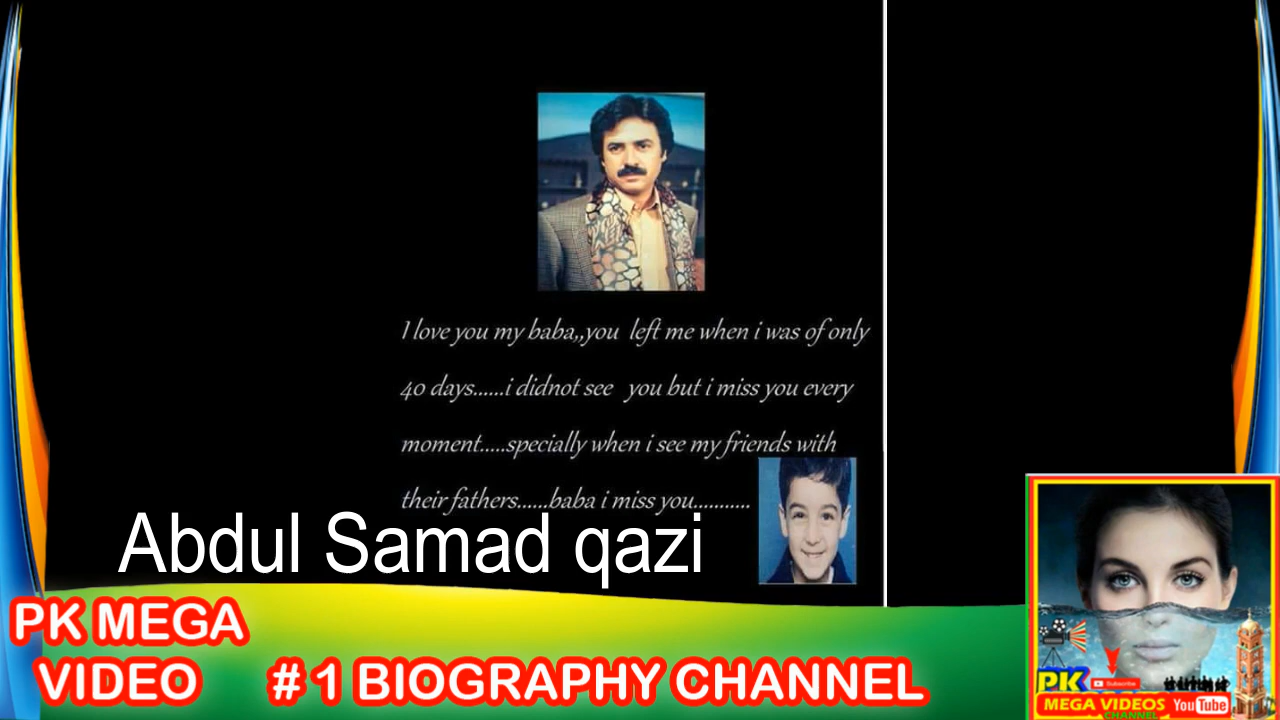 I love you my baba,,you left me when i was of only
40 days......i didnot see you but i miss you every
moment.....specially when i see my friends with
their fathers......baba i miss you...........
Abdul Samad qazi
PK MEGA
VIDEO
# 1 BIOGRAPHY CHANNEL
PK
Subscribe
MEGA VIDEOS
YouTube
CHANNEL